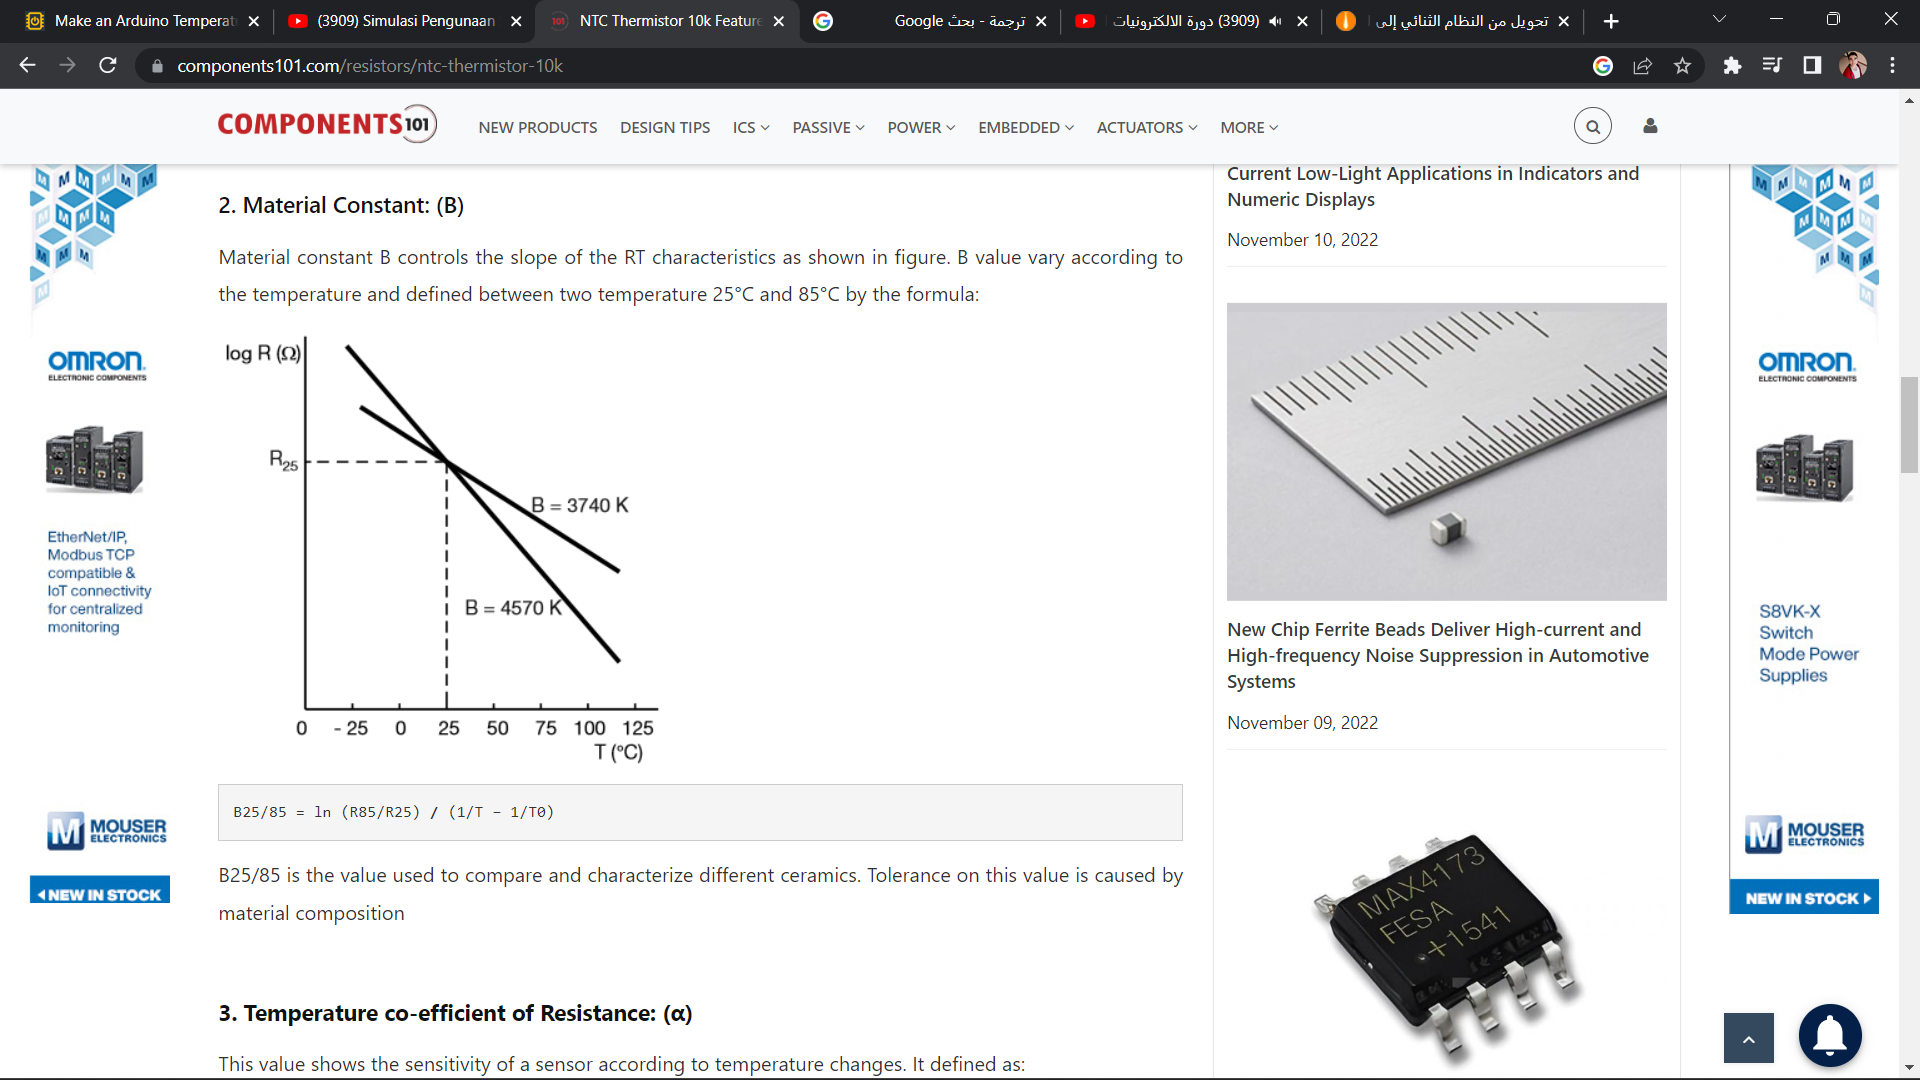 Make an Arduino Temperat
(3909) Simulasi Pengunaan
NTC Thermistor 10k Feature
ترجمة - بحث Google
(3909) دورة الالكترونيات
تحويل من النظام الثنائي إلى
components101.com/resistors/ntc-thermistor-10k
COMPONENTS 101
NEW PRODUCTS
DESIGN TIPS
ICS
PASSIVE
POWER
EMBEDDED
ACTUATORS
MORE
2. Material Constant: (B)
Material constant B controls the slope of the RT characteristics as shown in figure. B value vary according to
the temperature and defined between two temperature 25°C and 85°C by the formula:
log R (Ω)
R25
B = 3740 K
B = 4570 K
0 - 25 0 25 50 75 100 125
T (°C)
B25/85 = ln (R85/R25) / (1/T – 1/T0)
B25/85 is the value used to compare and characterize different ceramics. Tolerance on this value is caused by
material composition
3. Temperature co-efficient of Resistance: (α)
This value shows the sensitivity of a sensor according to temperature changes. It defined as:
Current Low-Light Applications in Indicators and
Numeric Displays
November 10, 2022
New Chip Ferrite Beads Deliver High-current and
High-frequency Noise Suppression in Automotive
Systems
November 09, 2022
MAX4173
FESA
+1541
OMRON
ELECTRONIC COMPONENTS
EtherNet/IP,
Modbus TCP
compatible &
IoT connectivity
for centralized
monitoring
M MOUSER
ELECTRONICS
NEW IN STOCK
OMRON
ELECTRONIC COMPONENTS
S8VK-X
Switch
Mode Power
Supplies
M MOUSER
ELECTRONICS
NEW IN STOCK